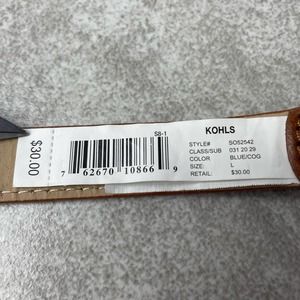 $30.00
S8-1
7 62670 10866 9
KOHLS
STYLE# SO52542
CLASS/SUB 031 20 29
COLOR BLUE/COG
SIZE: L
RETAIL: $30.00